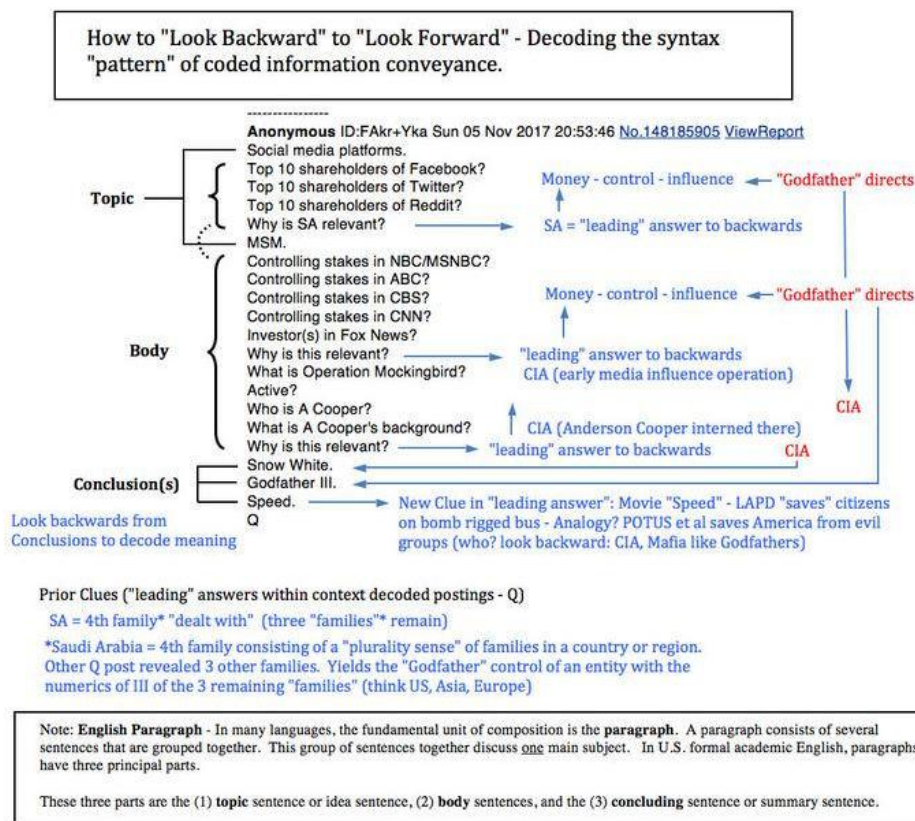 How to "Look Backward" to "Look Forward" - Decoding the syntax
"pattern" of coded information conveyance.
----------------
Anonymous ID:FAkr+Yka Sun 05 Nov 2017 20:53:46 No.148185905 ViewReport
Social media platforms.
Topic
Top 10 shareholders of Facebook?
Top 10 shareholders of Twitter?
Top 10 shareholders of Reddit?
Why is SA relevant?
Money - control - influence
"Godfather" directs
SA = "leading" answer to backwards
MSM.
Body
Controlling stakes in NBC/MSNBC?
Controlling stakes in ABC?
Controlling stakes in CBS?
Controlling stakes in CNN?
Investor(s) in Fox News?
Why is this relevant?
Money - control - influence
"Godfather" directs
"leading" answer to backwards
CIA (early media influence operation)
What is Operation Mockingbird?
Active?
Who is A Cooper?
What is A Cooper's background?
Why is this relevant?
CIA
CIA (Anderson Cooper interned there)
"leading" answer to backwards
CIA
Conclusion(s)
Snow White.
Godfather III.
Speed.
Q
New Clue in "leading answer": Movie "Speed" - LAPD "saves" citizens
on bomb rigged bus - Analogy? POTUS et al saves America from evil
groups (who? look backward: CIA, Mafia like Godfathers)
Look backwards from
Conclusions to decode meaning
Prior Clues ("leading" answers within context decoded postings - Q)
SA = 4th family* "dealt with" (three "families"* remain)
*Saudi Arabia = 4th family consisting of a "plurality sense" of families in a country or region.
Other Q post revealed 3 other families. Yields the "Godfather" control of an entity with the
numerics of III of the 3 remaining "families" (think US, Asia, Europe)
Note: English Paragraph - In many languages, the fundamental unit of composition is the paragraph. A paragraph consists of several
sentences that are grouped together. This group of sentences together discuss one main subject. In U.S. formal academic English, paragraphs
have three principal parts.
These three parts are the (1) topic sentence or idea sentence, (2) body sentences, and the (3) concluding sentence or summary sentence.